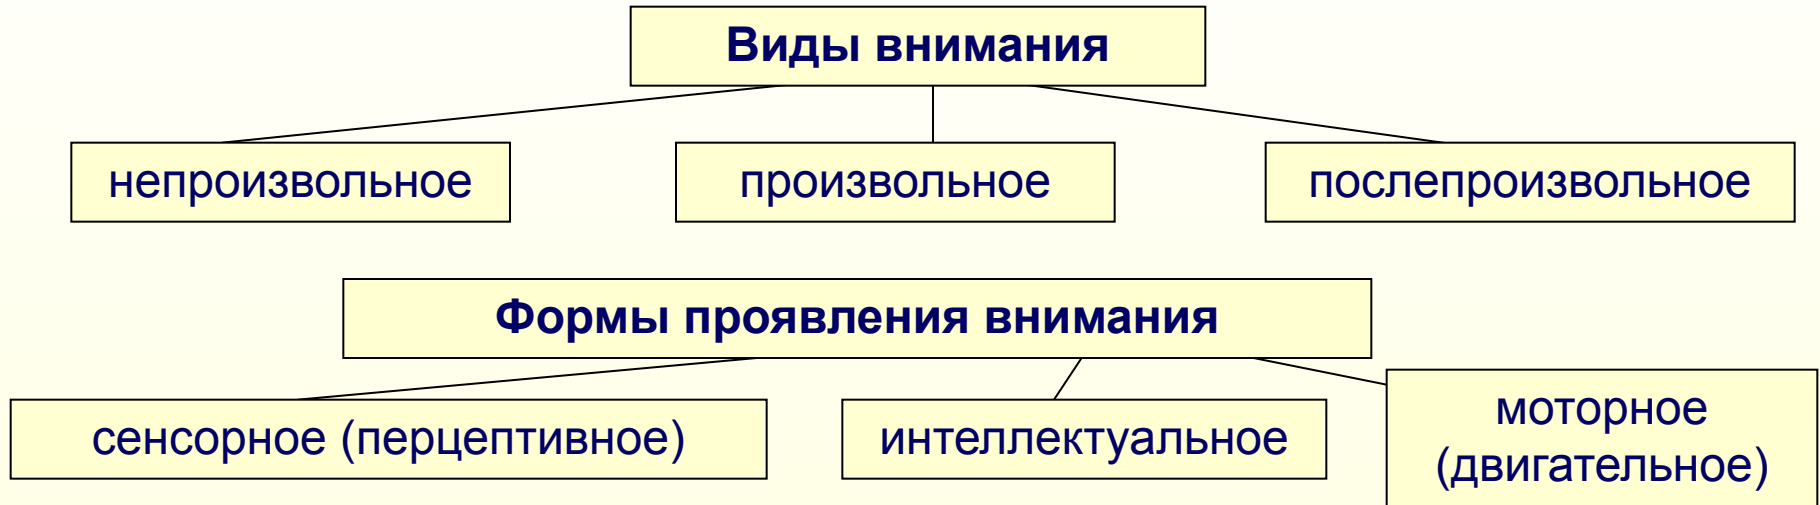 Виды внимания
непроизвольное
произвольное
послепроизвольное
Формы проявления внимания
сенсорное (перцептивное)
интеллектуальное
моторное
(двигательное)